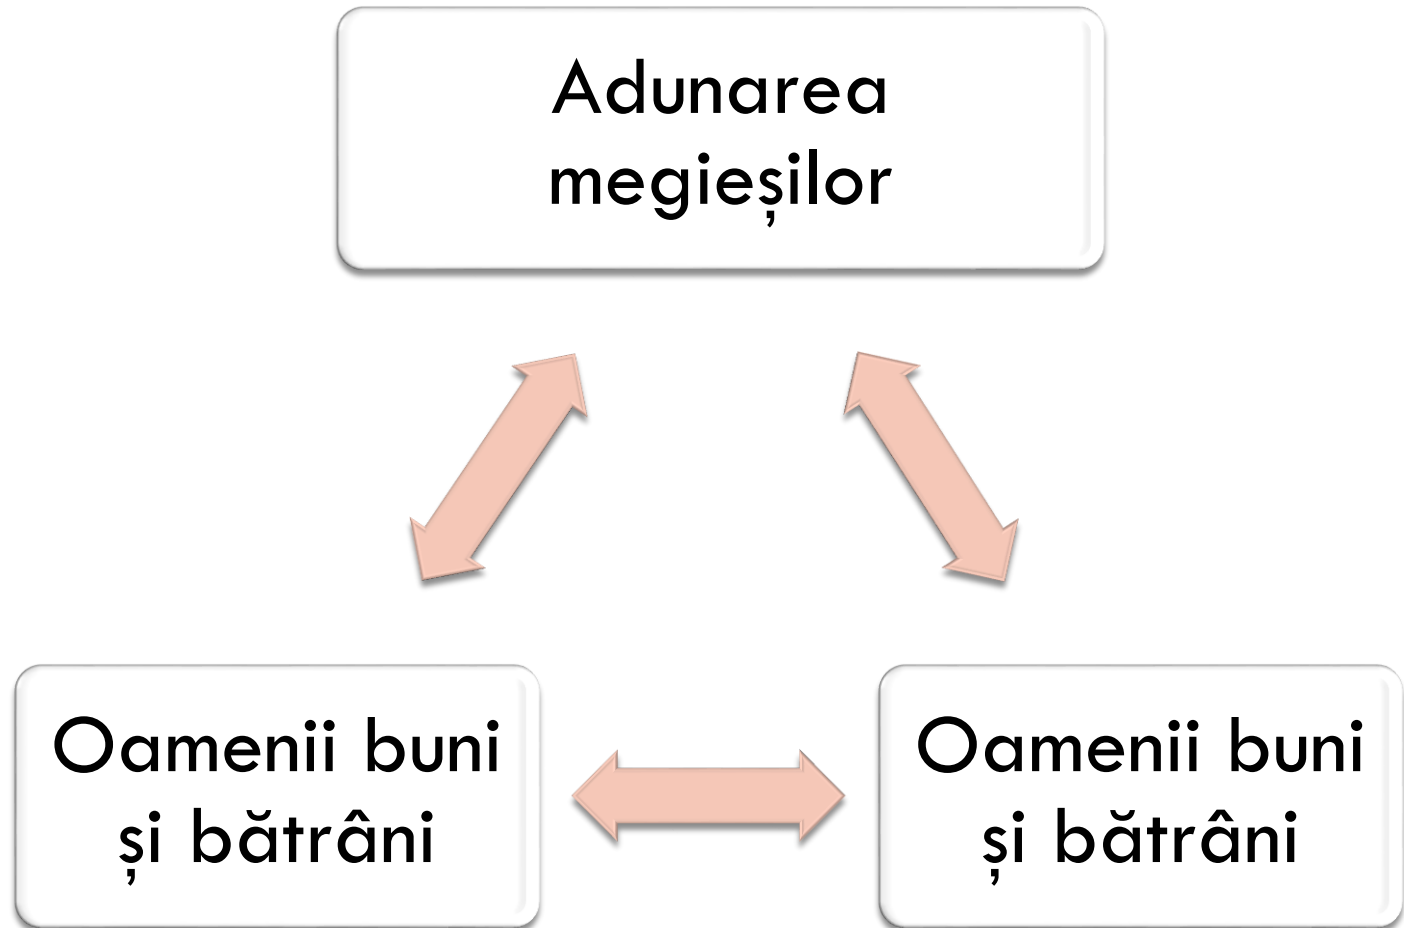 Adunarea
megieșilor
Oamenii buni
și bătrâni
Oamenii buni
și bătrâni